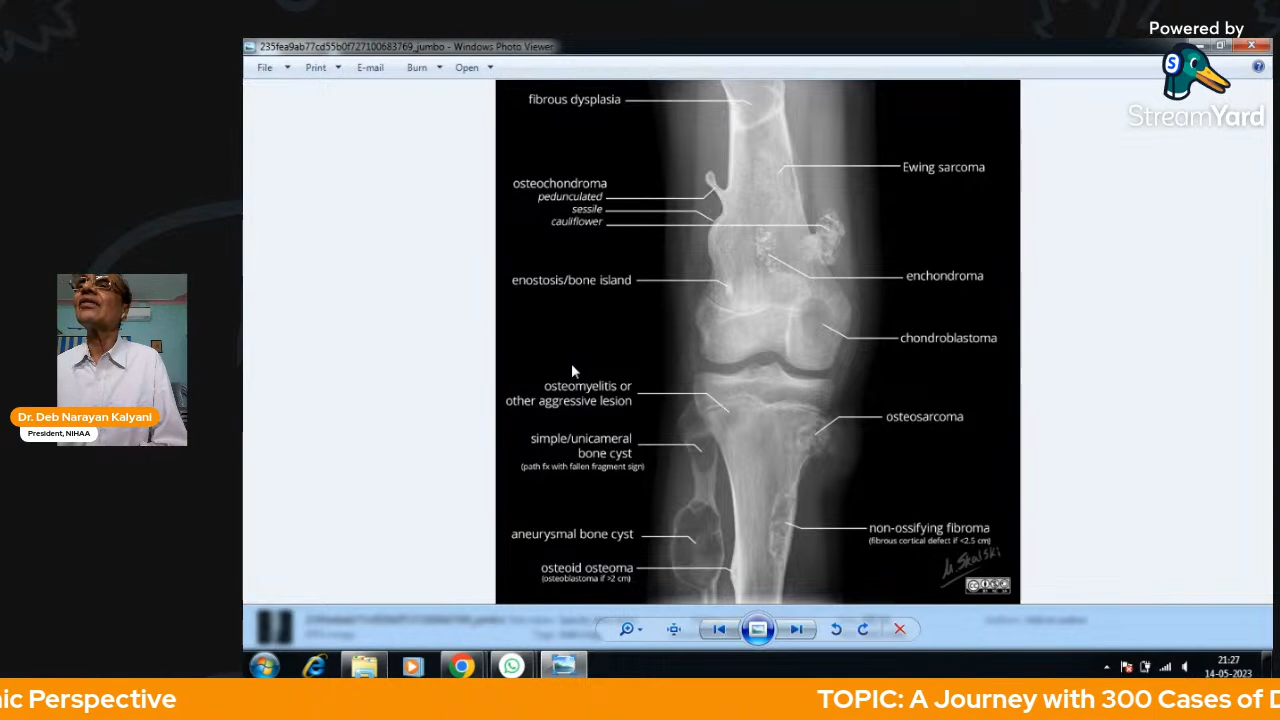 Powered by
StreamYard
235fea9ab77cd55b0f727100683769_jumbo - Windows Photo Viewer
File Print E-mail Burn Open
fibrous dysplasia
Ewing sarcoma
osteochondroma
pedunculated
sessile
cauliflower
enchondroma
enostosis/bone island
chondroblastoma
osteomyelitis or
other aggressive lesion
osteosarcoma
simple/unicameral
bone cyst
(path fx with fallen fragment sign)
non-ossifying fibroma
(fibrous cortical defect if <2.5 cm)
aneurysmal bone cyst
osteoid osteoma
(osteoblastoma if >2 cm)
M. Skalski
Dr. Deb Narayan Kalyani
President, NIHAA
21:27
14-05-2023
nic Perspective
TOPIC: A Journey with 300 Cases of D